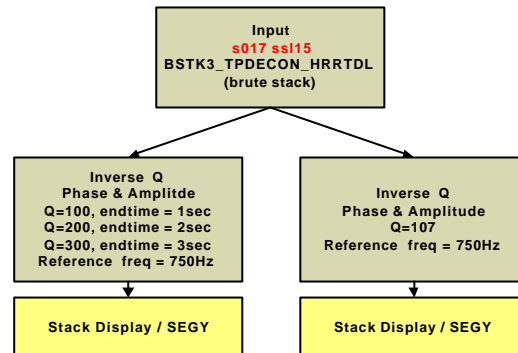 Input
s017 ssl15
BSTK3_TPDECON_HRRTDL
(brute stack)
Inverse Q
Phase & Amplitde
Q=100, endtime = 1sec
Q=200, endtime = 2sec
Q=300, endtime = 3sec
Reference freq = 750Hz
Inverse Q
Phase & Amplitude
Q=107
Reference freq = 750Hz
Stack Display / SEGY
Stack Display / SEGY